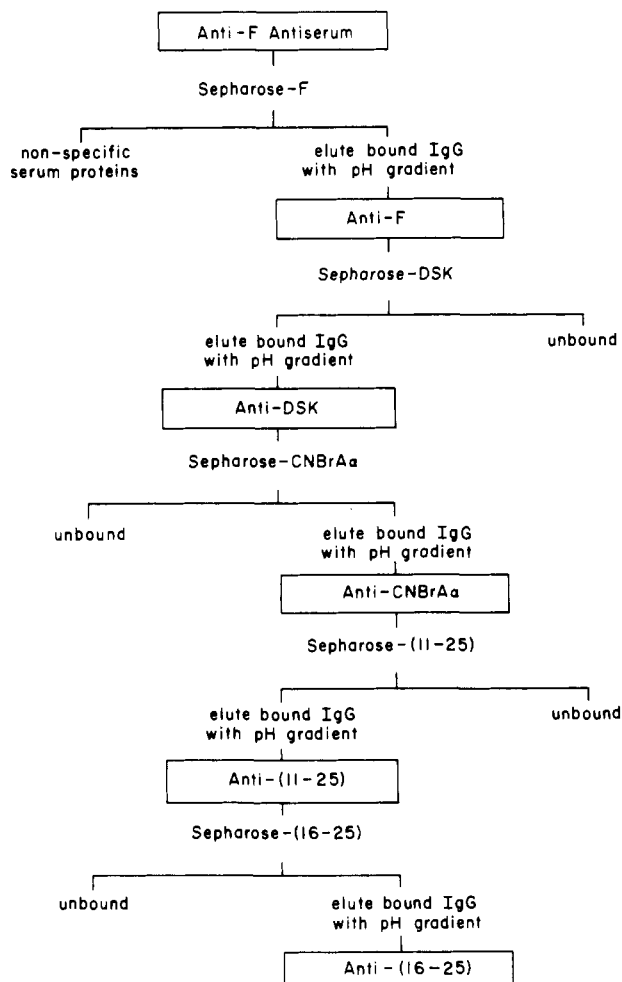 Anti-F Antiserum
Sepharose-F
non-specific
serum proteins
elute bound IgG
with pH gradient
Anti-F
Sepharose-DSK
elute bound IgG
with pH gradient
unbound
Anti-DSK
Sepharose-CNBrAα
unbound
elute bound IgG
with pH gradient
Anti-CNBrAα
Sepharose-(11-25)
elute bound IgG
with pH gradient
unbound
Anti-(11-25)
Sepharose-(16-25)
unbound
elute bound IgG
with pH gradient
Anti-(16-25)